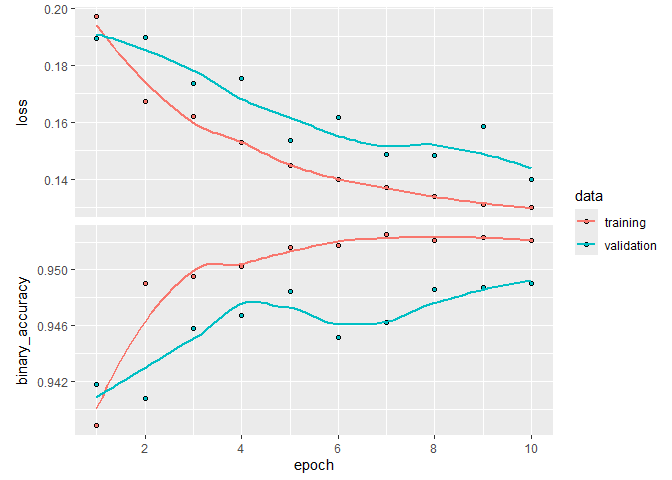 0.20
0.18
0.16
0.14
loss
0.950
0.946
0.942
binary_accuracy
2
4
6
8
10
epoch
data
training
validation